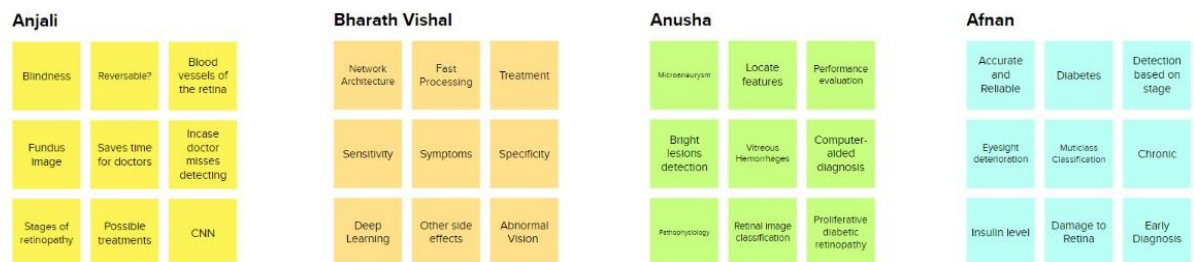 Anjali
Blindness
Reversable?
Blood
vessels of
the retina
Fundus
Image
Saves time
for doctors
Incase
doctor
misses
detecting
Stages of
retinopathy
Possible
treatments
CNN
Bharath Vishal
Network
Architecture
Fast
Processing
Treatment
Sensitivity
Symptoms
Specificity
Deep
Learning
Other side
effects
Abnormal
Vision
Anusha
Microaneurysm
Locate
features
Performance
evaluation
Bright
lesions
detection
Vitreous
Hemorrhages
Computer-
aided
diagnosis
Pathophysiology
Retinal image
classification
Proliferative
diabetic
retinopathy
Afnan
Accurate
and
Reliable
Diabetes
Detection
based on
stage
Eyesight
deterioration
Muticlass
Classification
Chronic
Insulin level
Damage to
Retina
Early
Diagnosis